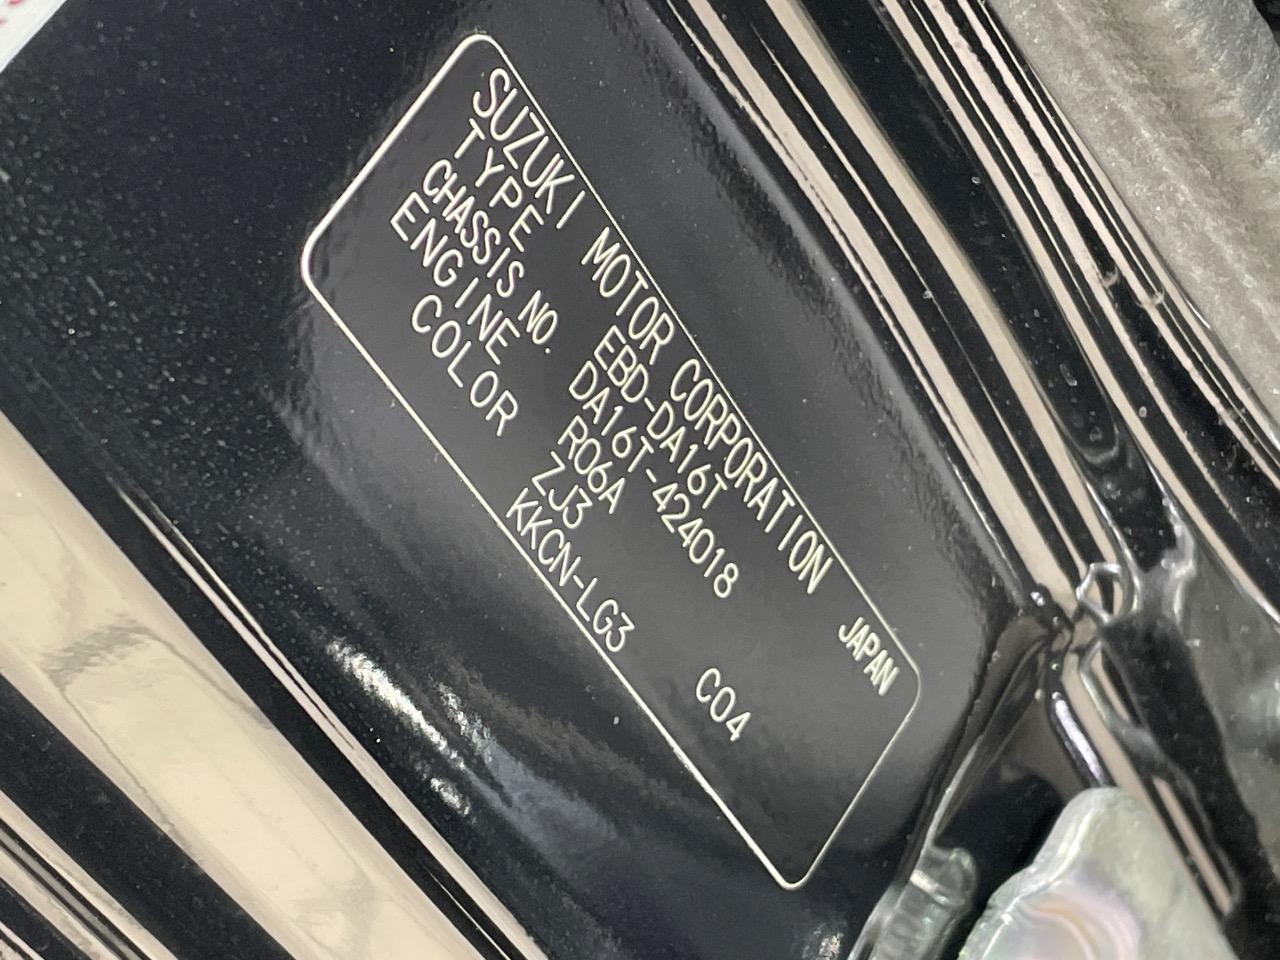 SUZUKI MOTOR CORPORATION JAPAN
TYPE EBD-DA16T
CHASSIS NO. DA16T-424018
ENGINE R06A
COLOR ZJ3
KKCN-LG3 C04